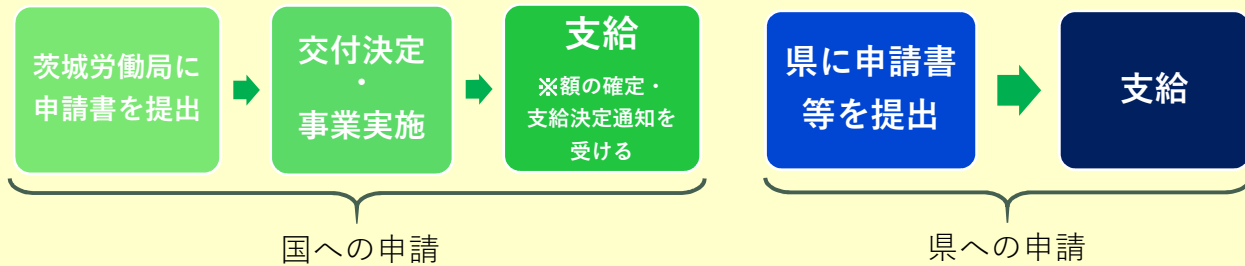 茨城労働局に
申請書を提出
交付決定
・
事業実施
支給
※額の確定・
支給決定通知を
受ける
国への申請
県に申請書
等を提出
支給
県への申請